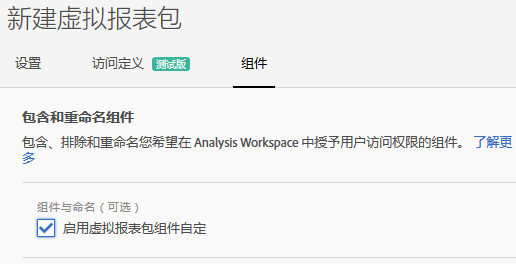 新建虚拟报表包
设置 访问定义 测试版 组件
包含和重命名组件
包含、排除和重命名您希望在 Analysis Workspace 中授予用户访问权限的组件。 了解更
多
组件与命名（可选）
启用虚拟报表包组件自定